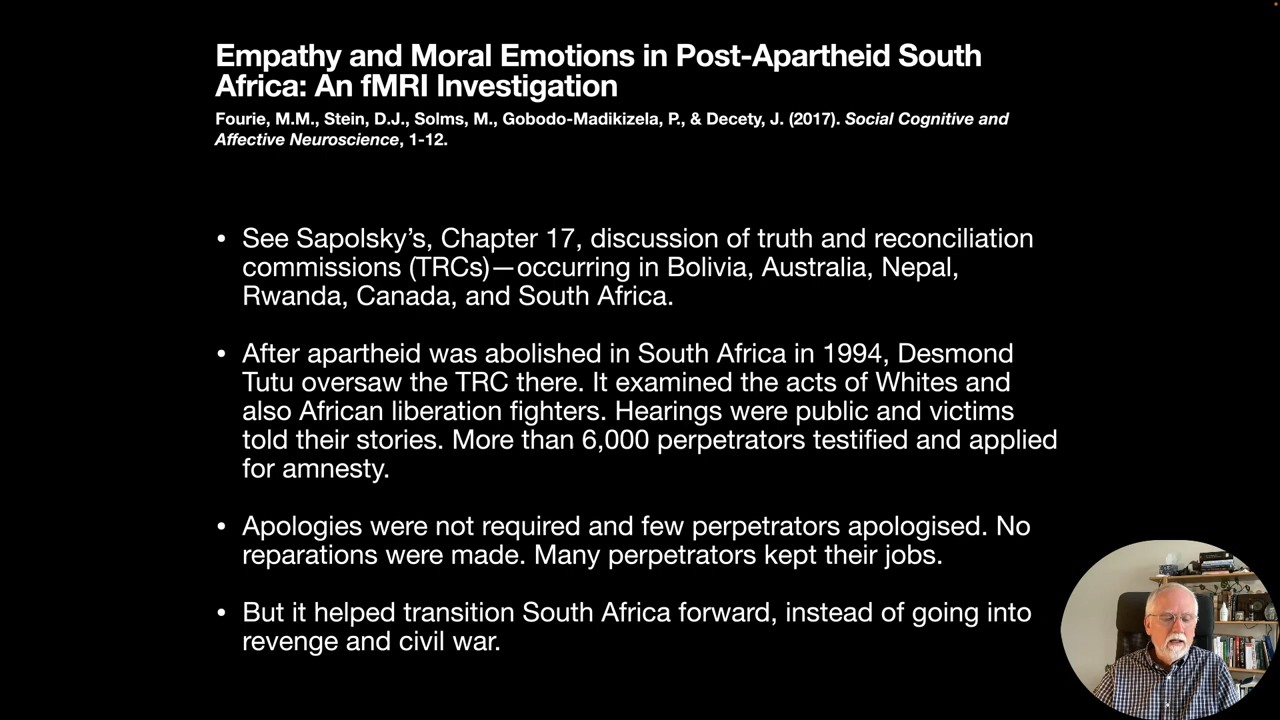 Empathy and Moral Emotions in Post-Apartheid South
Africa: An fMRI Investigation
Fourie, M.M., Stein, D.J., Solms, M., Gobodo-Madikizela, P., & Decety, J. (2017). Social Cognitive and
Affective Neuroscience, 1-12.
• See Sapolsky’s, Chapter 17, discussion of truth and reconciliation
commissions (TRCs)—occurring in Bolivia, Australia, Nepal,
Rwanda, Canada, and South Africa.
• After apartheid was abolished in South Africa in 1994, Desmond
Tutu oversaw the TRC there. It examined the acts of Whites and
also African liberation fighters. Hearings were public and victims
told their stories. More than 6,000 perpetrators testified and applied
for amnesty.
• Apologies were not required and few perpetrators apologised. No
reparations were made. Many perpetrators kept their jobs.
• But it helped transition South Africa forward, instead of going into
revenge and civil war.